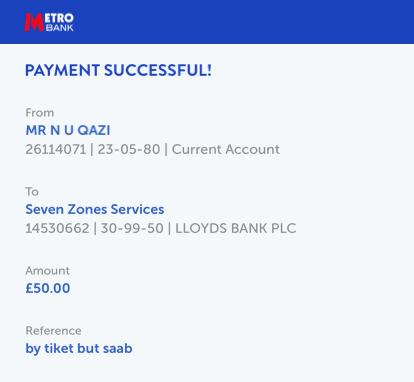 METRO
BANK
PAYMENT SUCCESSFUL!
From
MR N U QAZI
26114071 | 23-05-80 | Current Account
To
Seven Zones Services
14530662 | 30-99-50 | LLOYDS BANK PLC
Amount
£50.00
Reference
by tiket but saab